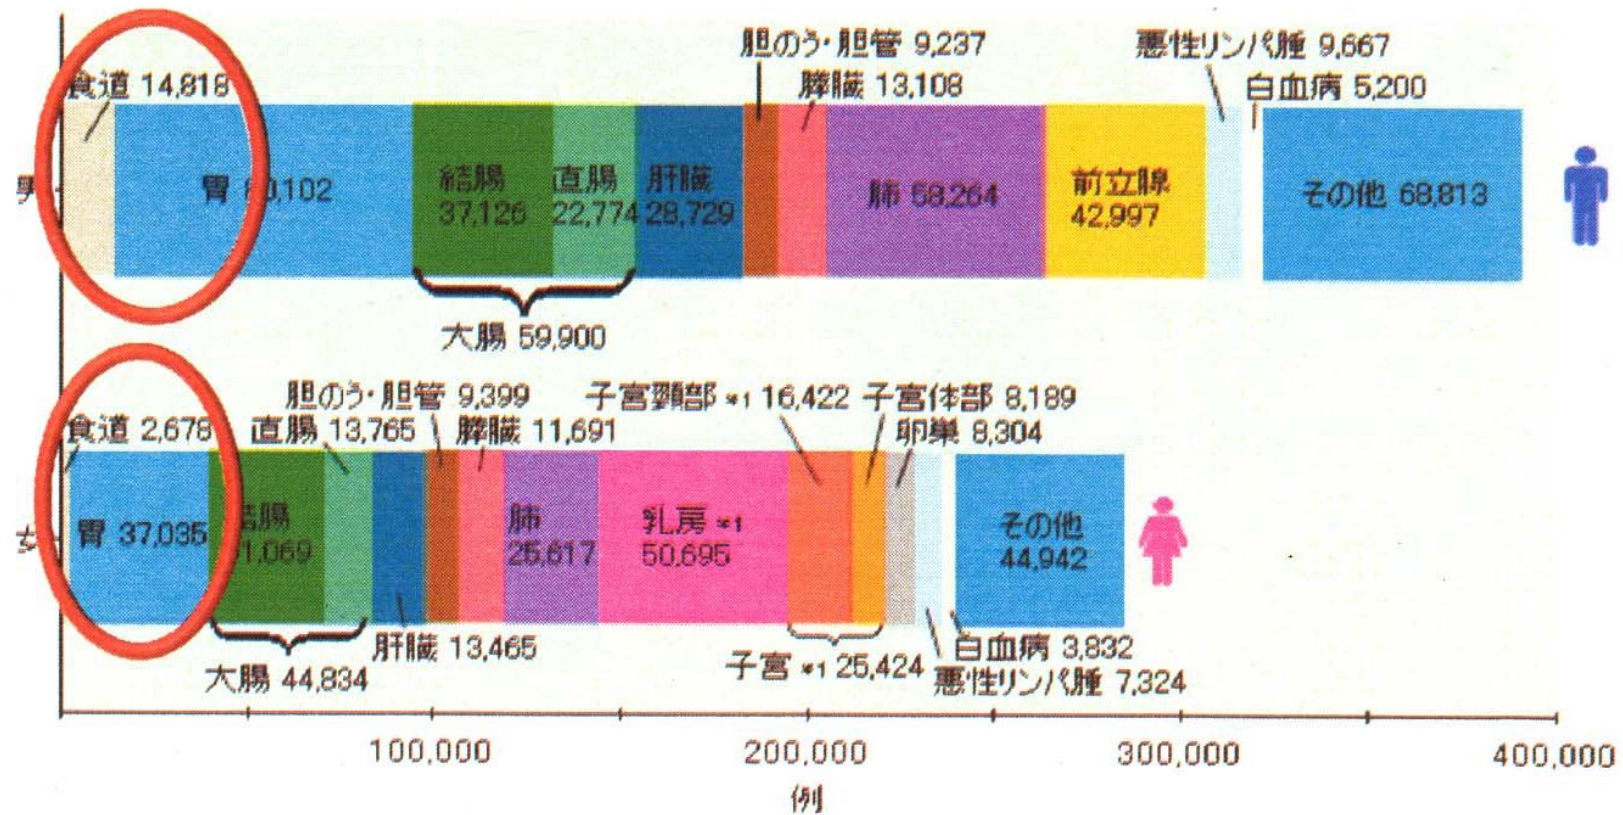 胆のう・胆管 9,237
悪性リンパ腫 9,667
食道 14,818
膵臓 13,108
白血病 5,200
男
胃 80,102
結腸
37,126
直腸
22,774
肝臓
28,729
肺 58,264
前立腺
42,997
その他 68,813
大腸 59,900
胆のう・胆管 9,399
子宮頸部 *1 16,422
子宮体部 8,189
食道 2,678
直腸 13,765
膵臓 11,691
卵巣 8,304
女
胃 37,035
結腸
31,069
肺
25,617
乳房 *1
50,695
その他
44,942
肝臓 13,465
大腸 44,834
子宮 *1 25,424
白血病 3,832
悪性リンパ腫 7,324
100,000
200,000
300,000
400,000
例